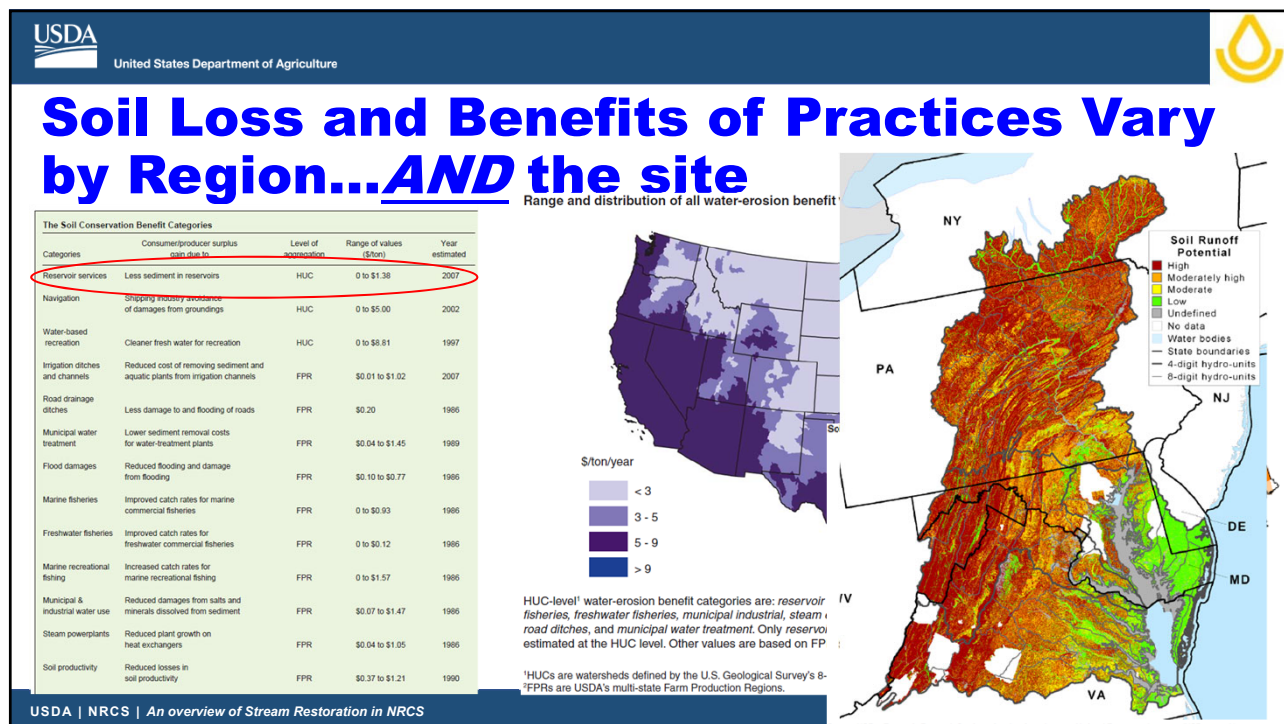 USDA
United States Department of Agriculture
Soil Loss and Benefits of Practices Vary
by Region...AND the site
The Soil Conservation Benefit Categories
Categories Consumer/producer surplus gain due to Level of aggregation Range of values ($/ton) Year estimated
Reservoir services Less sediment in reservoirs HUC 0 to $1.38 2007
Navigation Shipping industry avoidance of damages from groundings HUC 0 to $5.00 2002
Water-based recreation Cleaner fresh water for recreation HUC 0 to $8.81 1997
Irrigation ditches and channels Reduced cost of removing sediment and aquatic plants from irrigation channels FPR $0.01 to $1.02 2007
Road drainage ditches Less damage to and flooding of roads FPR $0.20 1986
Municipal water treatment Lower sediment removal costs for water-treatment plants FPR $0.04 to $1.45 1989
Flood damages Reduced flooding and damage from flooding FPR $0.10 to $0.77 1986
Marine fisheries Improved catch rates for marine commercial fisheries FPR 0 to $0.93 1986
Freshwater fisheries Improved catch rates for freshwater commercial fisheries FPR 0 to $0.12 1986
Marine recreational fishing Increased catch rates for marine recreational fishing FPR 0 to $1.57 1986
Municipal & industrial water use Reduced damages from salts and minerals dissolved from sediment FPR $0.07 to $1.47 1986
Steam powerplants Reduced plant growth on heat exchangers FPR $0.04 to $1.05 1986
Soil productivity Reduced losses in soil productivity FPR $0.37 to $1.21 1990
Range and distribution of all water-erosion benefit
So
$/ton/year
< 3
3 - 5
5 - 9
> 9
HUC-level¹ water-erosion benefit categories are: reservoir
fisheries, freshwater fisheries, municipal industrial, steam
road ditches, and municipal water treatment. Only reservoi
estimated at the HUC level. Other values are based on FP
¹HUCs are watersheds defined by the U.S. Geological Survey's 8-
²FPRs are USDA's multi-state Farm Production Regions.
NY
PA
NJ
DE
MD
WV
VA
Soil Runoff
Potential
High
Moderately high
Moderate
Low
Undefined
No data
Water bodies
State boundaries
4-digit hydro-units
8-digit hydro-units
USDA | NRCS | An overview of Stream Restoration in NRCS